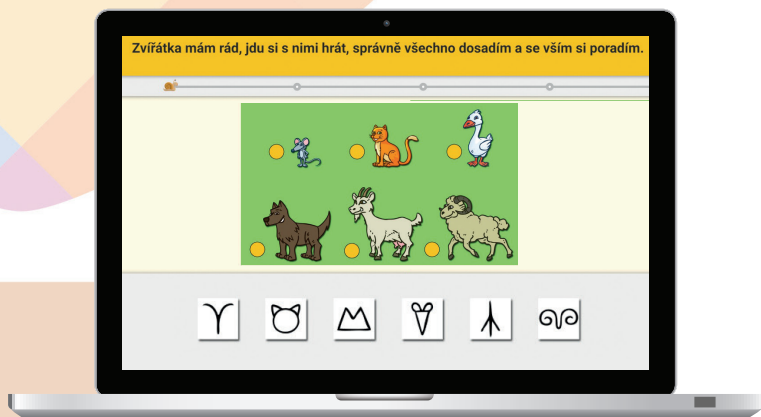 Zvířátka mám rád, jdu si s nimi hrát, správně všechno dosadím a se vším si poradím.